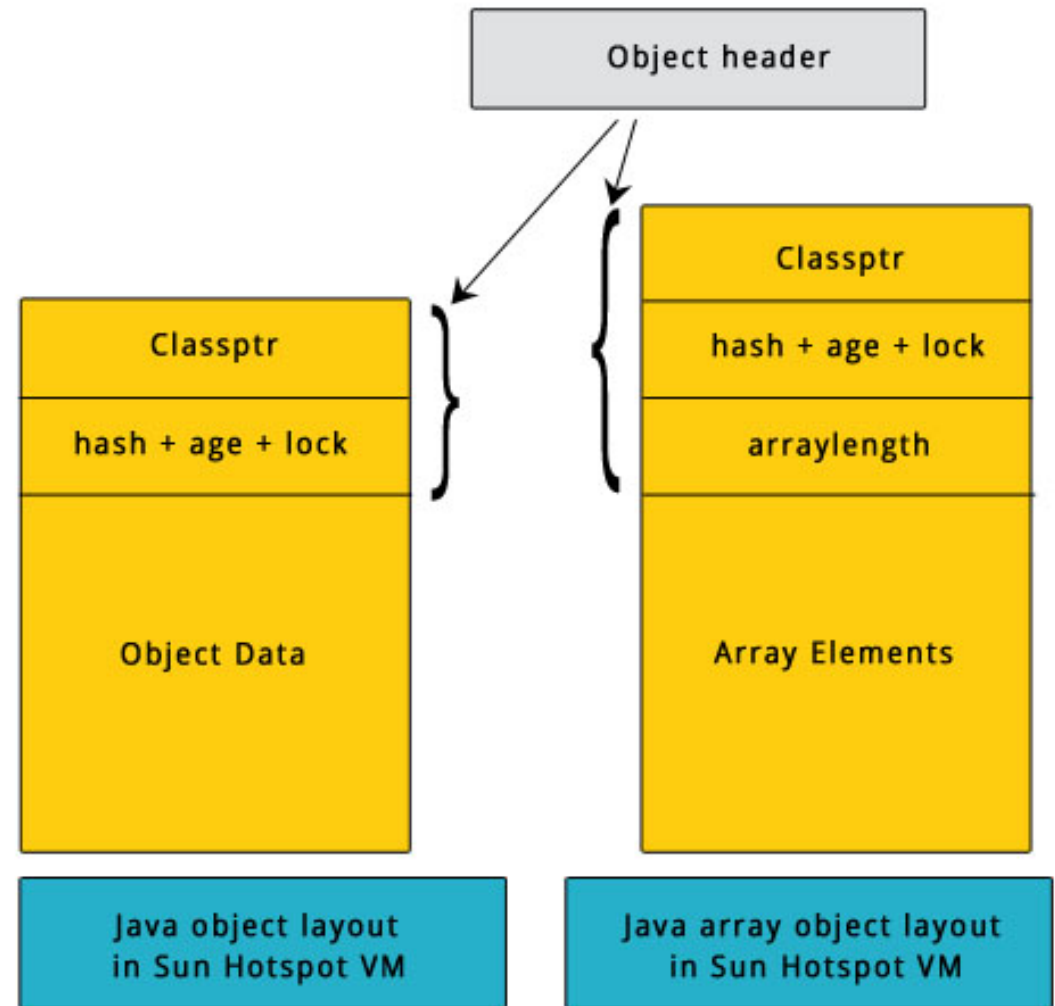 Object header
Classptr
hash + age + lock
Object Data
Java object layout
in Sun Hotspot VM
Classptr
hash + age + lock
arraylength
Array Elements
Java array object layout
in Sun Hotspot VM